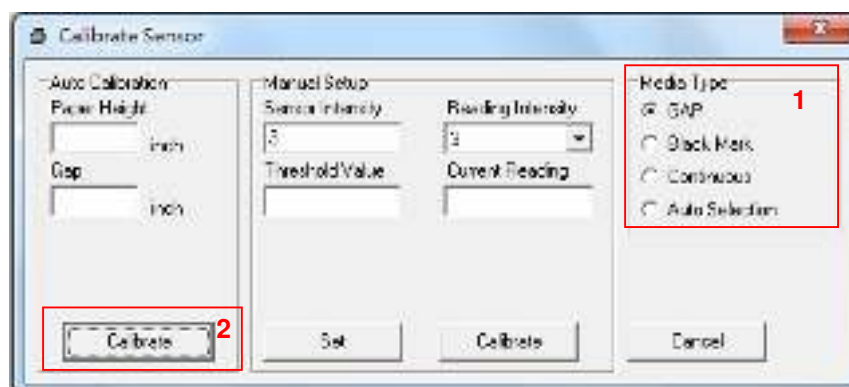 Calibrate Sensor
Auto Calibration
Paper Height
inch
Gap
inch
2
Calibrate
Manual Setup
Sensor Intensity
Reading Intensity
3
3
Threshold Value
Current Reading
Set
Calibrate
Media Type
1
GAP
Black Mark
Continuous
Auto Selection
Cancel